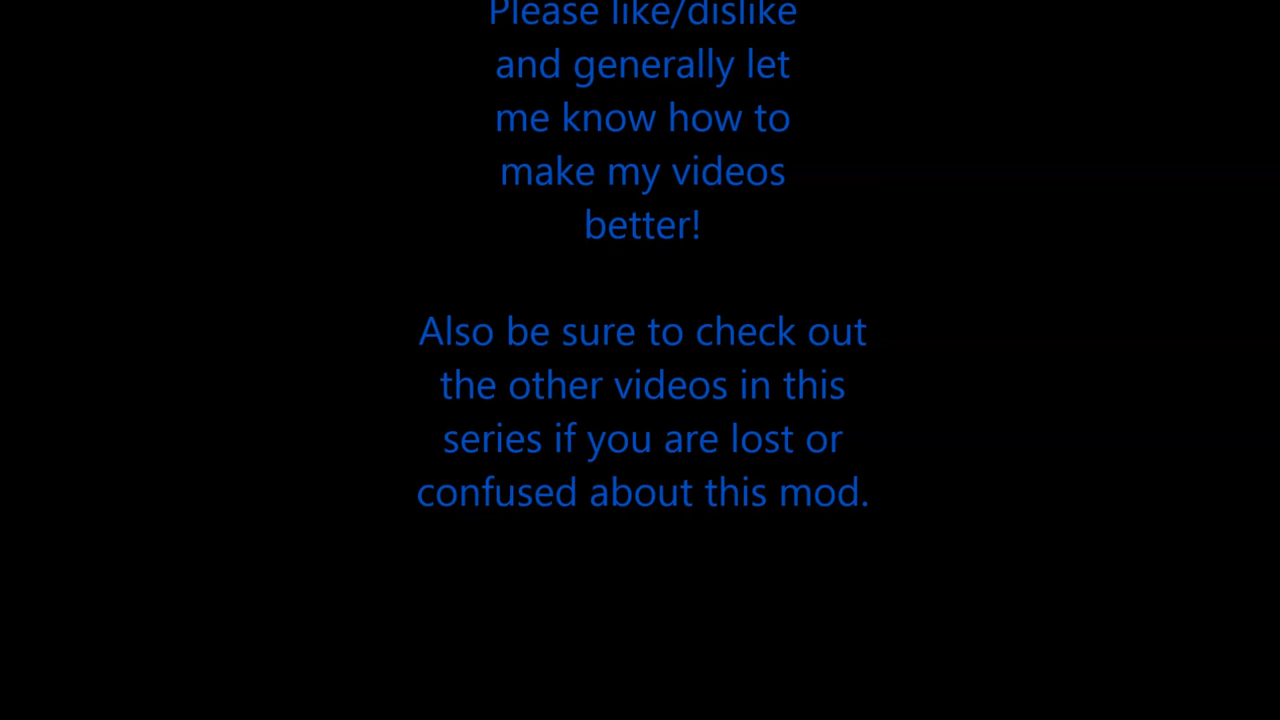 Please like/dislike
and generally let
me know how to
make my videos
better!
Also be sure to check out
the other videos in this
series if you are lost or
confused about this mod.